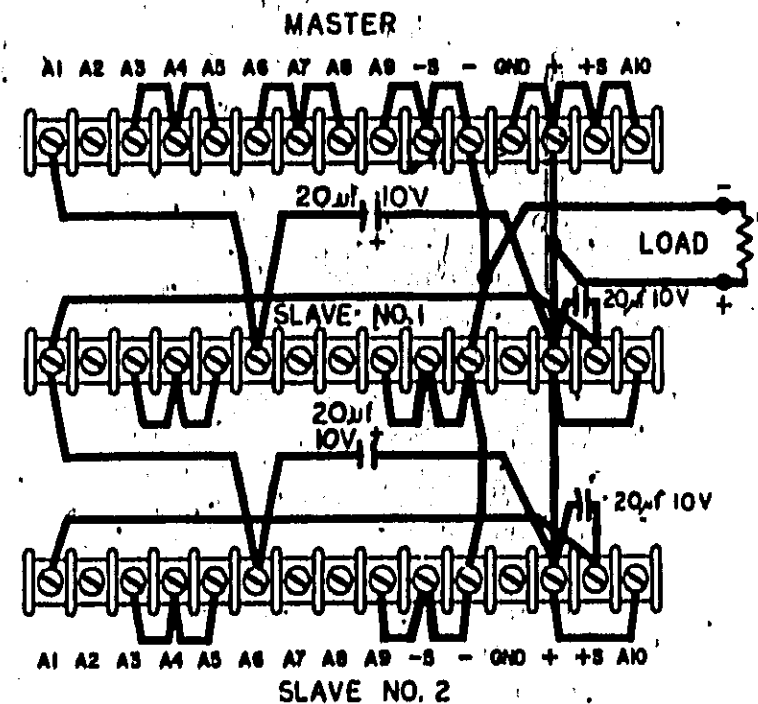 MASTER
A1 A2 A3 A4 A5 A6 A7 A8 A9 -S - GND + +S A10
20µf 10V
+
-
LOAD
+
20µf 10V
SLAVE NO. 1
20µf
10V +
20µf 10V
A1 A2 A3 A4 A5 A6 A7 A8 A9 -S - GND + +S A10
SLAVE NO. 2